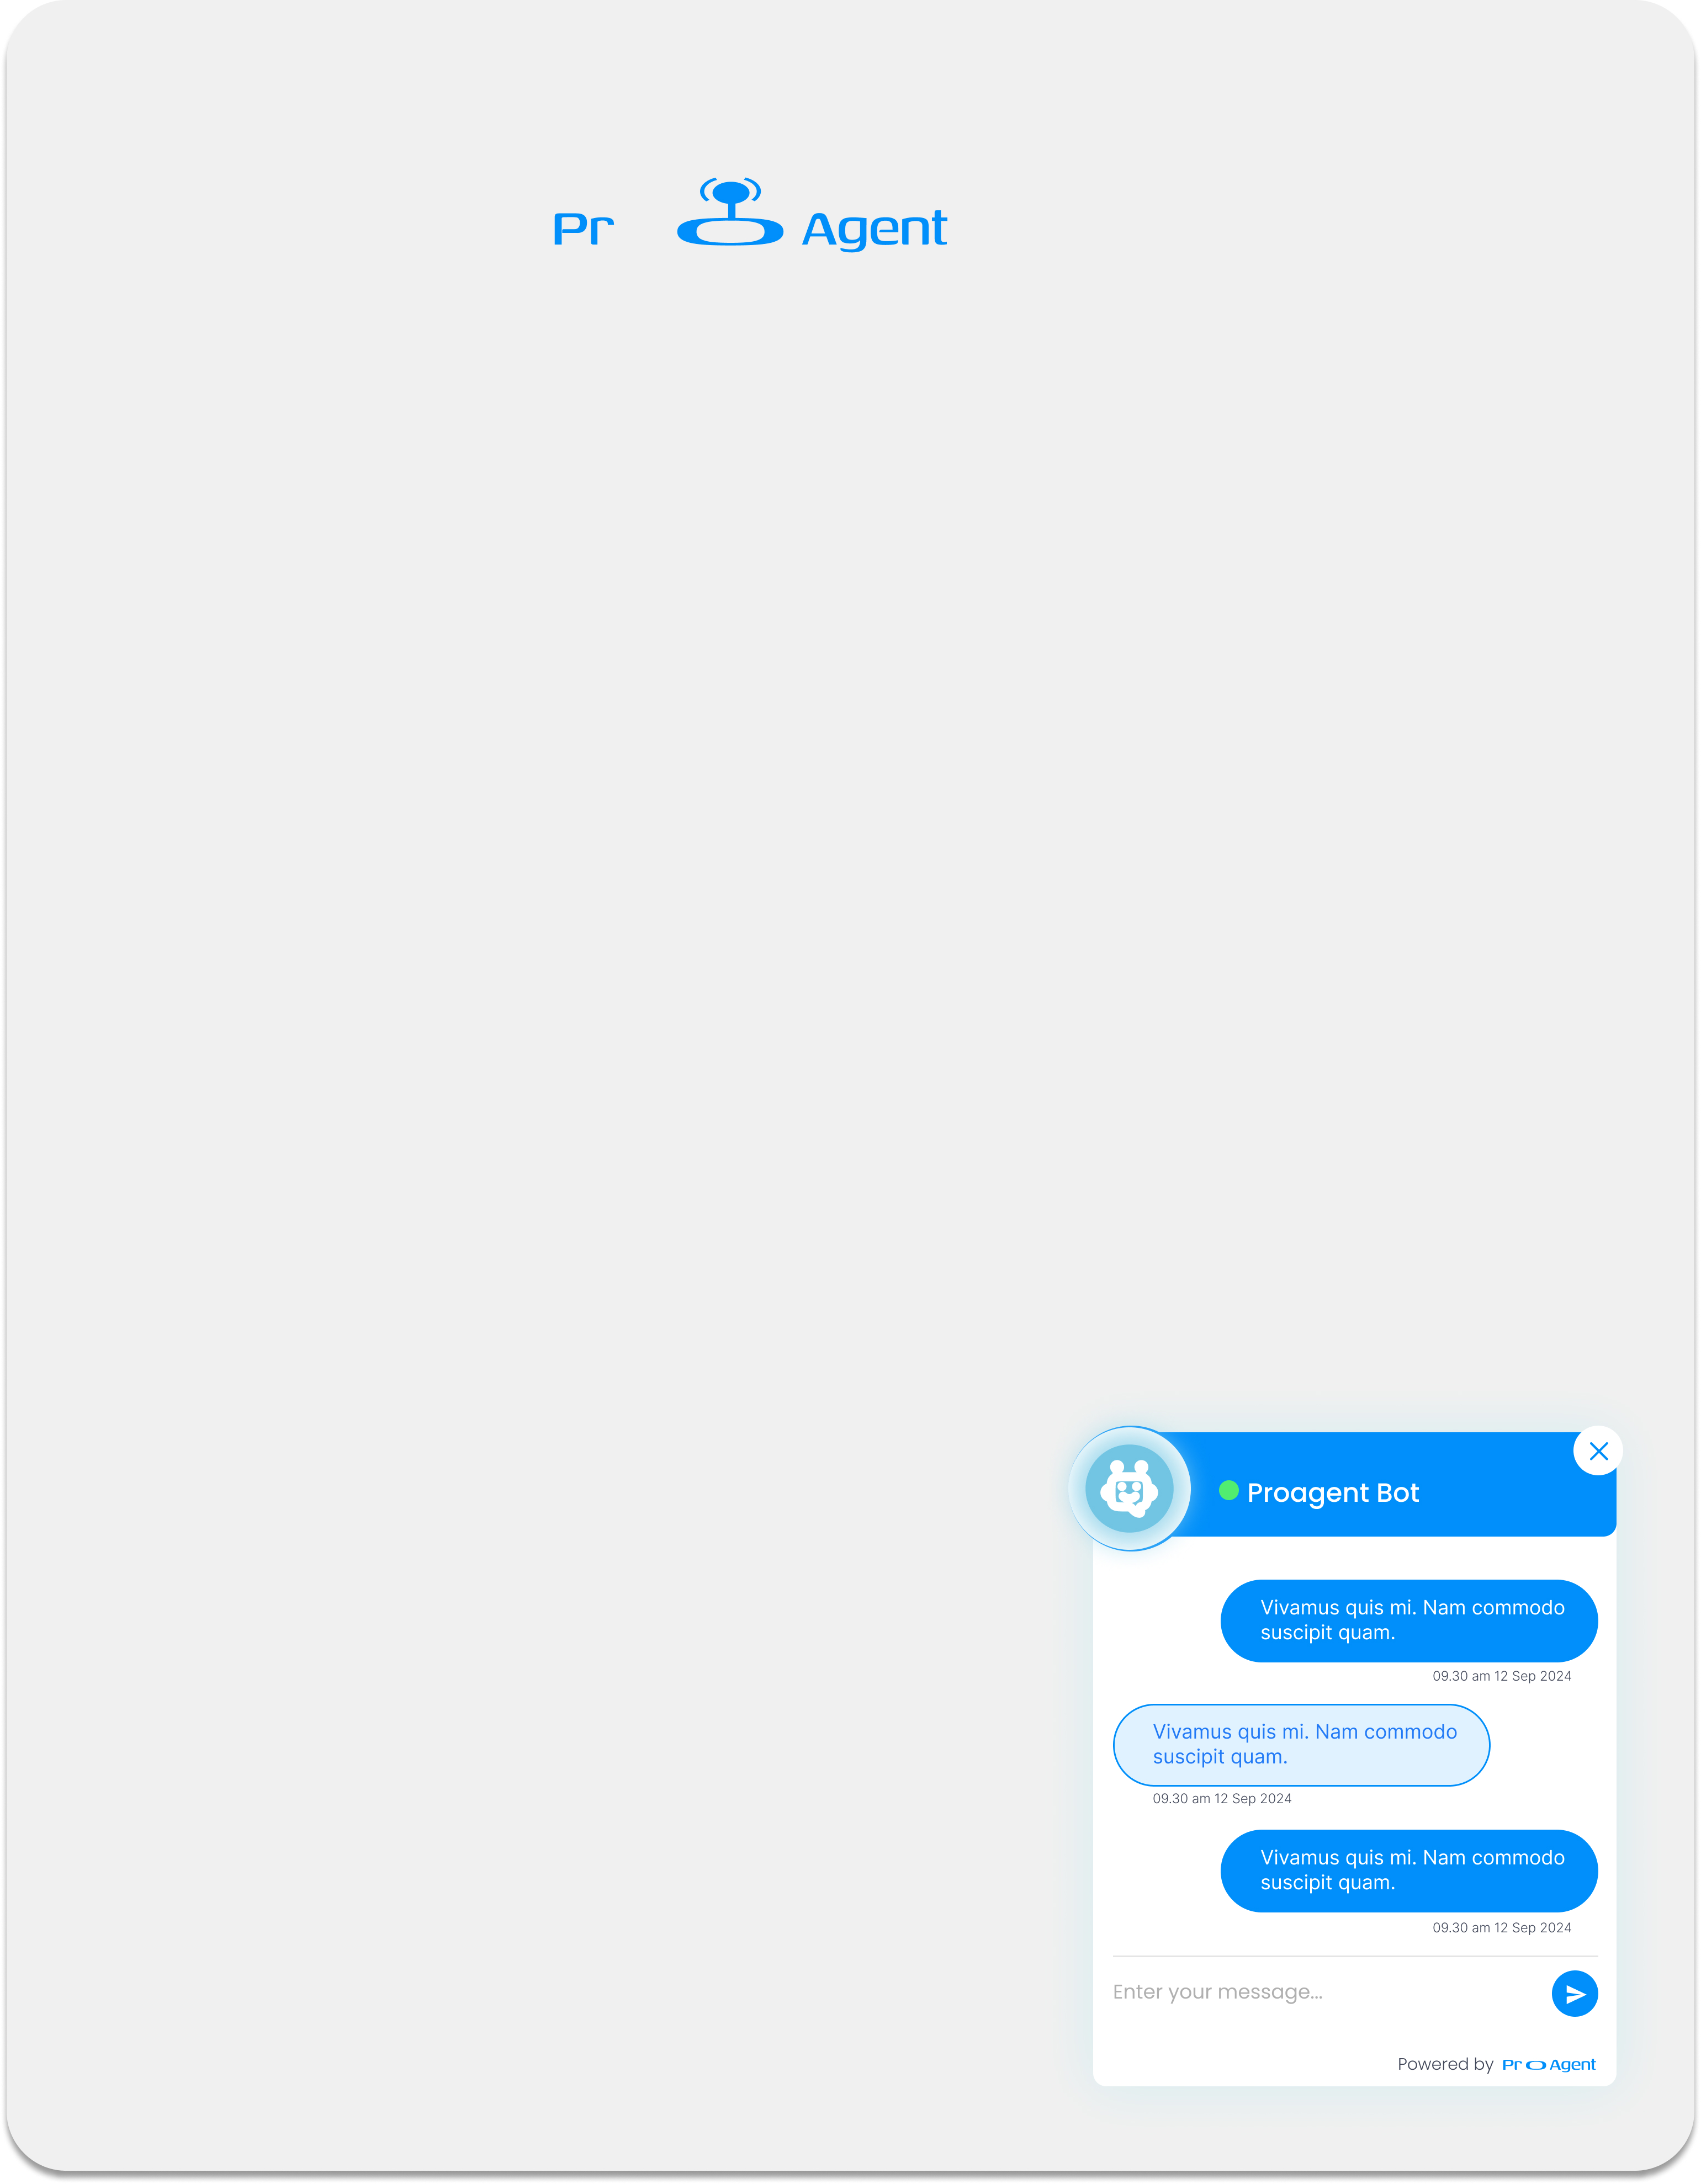 Pr o Agent
Proagent Bot
Vivamus quis mi. Nam commodo
suscipit quam.
09.30 am 12 Sep 2024
Vivamus quis mi. Nam commodo
suscipit quam.
09.30 am 12 Sep 2024
Vivamus quis mi. Nam commodo
suscipit quam.
09.30 am 12 Sep 2024
Enter your message...
Powered by Pr o Agent